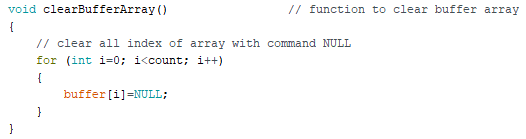 void clearBufferArray()                 // function to clear buffer array
{
    // clear all index of array with command NULL
    for (int i=0; i<count; i++)
    {
        buffer[i]=NULL;
    }
}